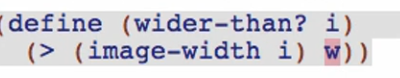 (define (wider-than? i)
(> (image-width i) w))